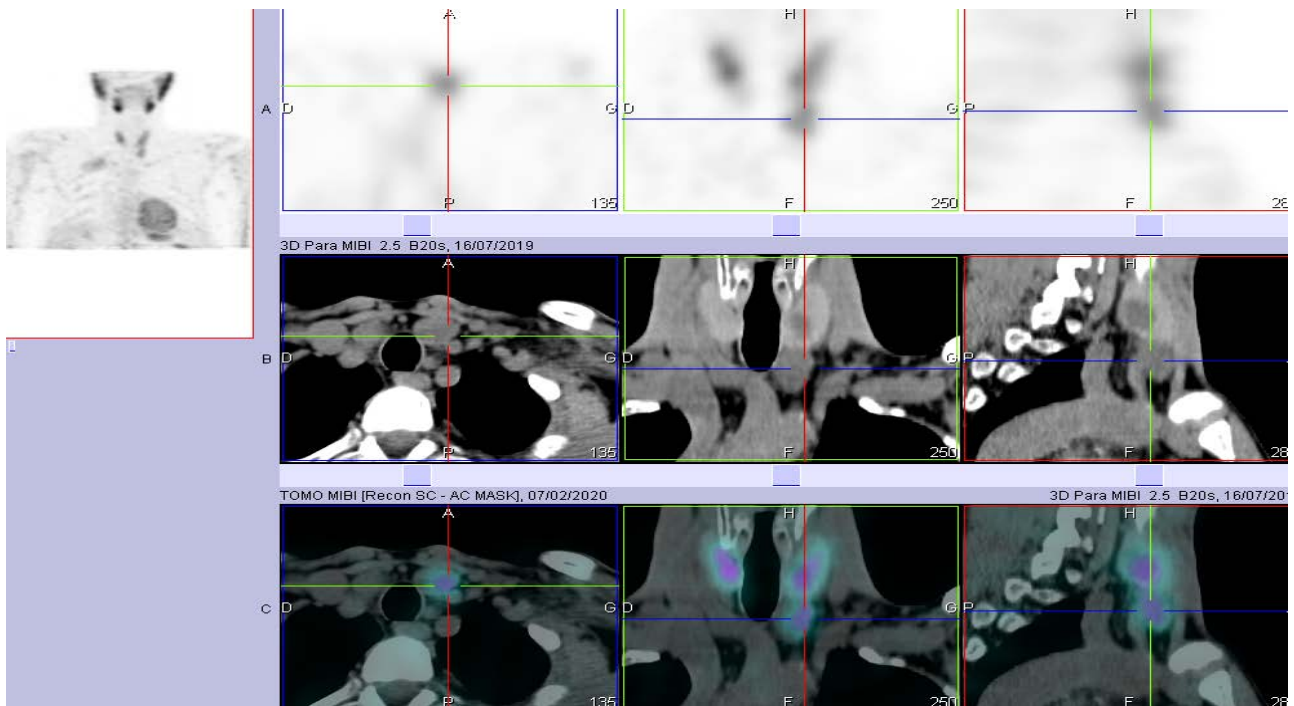 A H H
A D G D G P
P 135 F 250 F 28
3D Para MIBI 2.5 B20s, 16/07/2019
A H H
B D G D G P
P 135 F 250 F 28
TOMO MIBI [Recon SC - AC MASK], 07/02/2020 3D Para MIBI 2.5 B20s, 16/07/20
A H H
C D G D G P
P 135 F 250 F 28